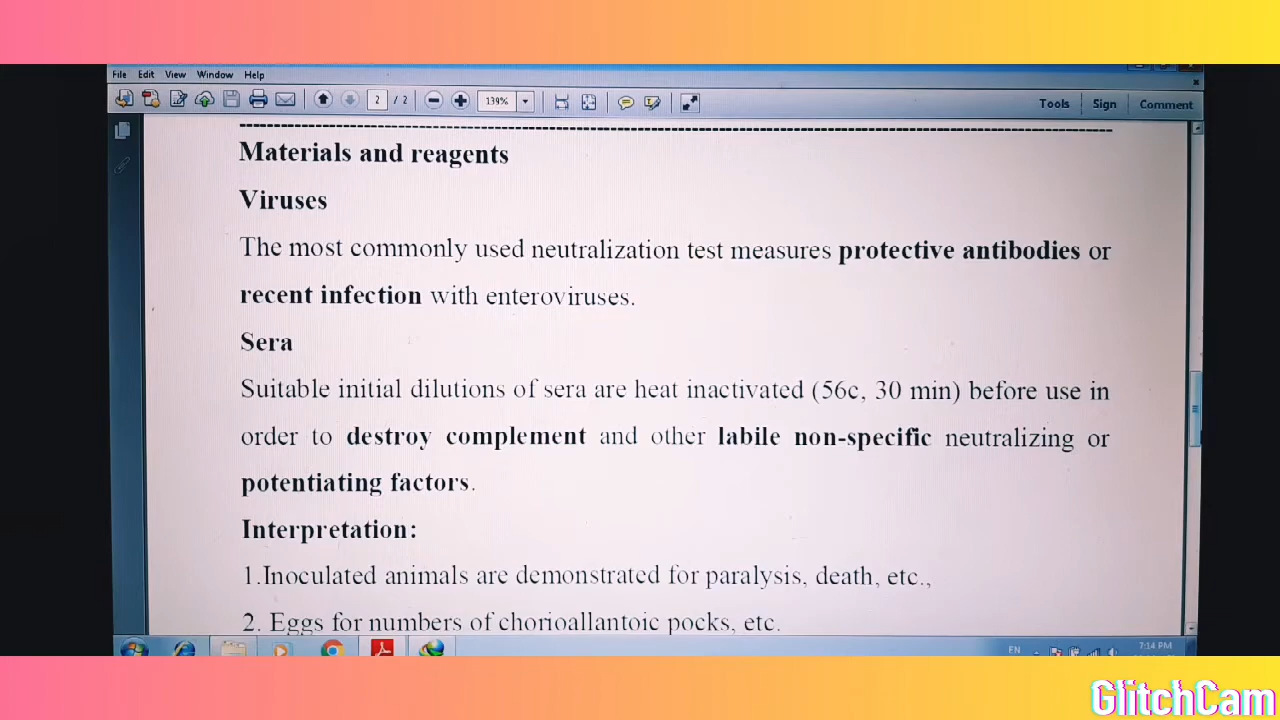 File Edit View Window Help
2 / 2 139% Tools Sign Comment
Materials and reagents
Viruses
The most commonly used neutralization test measures protective antibodies or
recent infection with enteroviruses.
Sera
Suitable initial dilutions of sera are heat inactivated (56c, 30 min) before use in
order to destroy complement and other labile non-specific neutralizing or
potentiating factors.
Interpretation:
1.Inoculated animals are demonstrated for paralysis, death, etc.,
2. Eggs for numbers of chorioallantoic pocks, etc.
EN 7:14 PM
GlitchCam